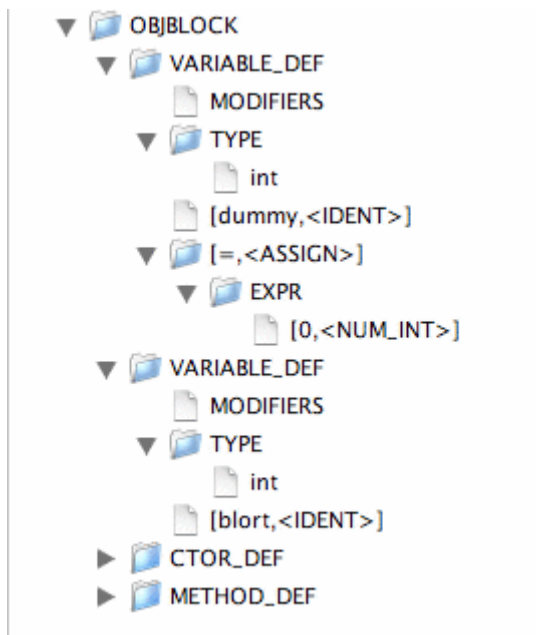 OBJBLOCK
VARIABLE_DEF
MODIFIERS
TYPE
int
[dummy,<IDENT>]
[=,<ASSIGN>]
EXPR
[0,<NUM_INT>]
VARIABLE_DEF
MODIFIERS
TYPE
int
[blort,<IDENT>]
CTOR_DEF
METHOD_DEF